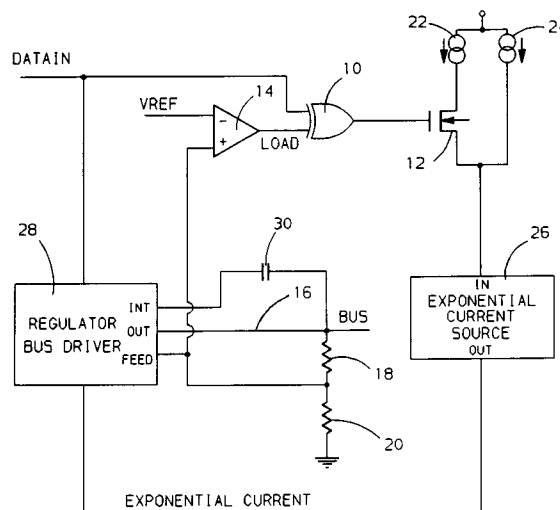 22
DATAIN
10
VREF
14
-
+
LOAD
12
28
30
26
REGULATOR
BUS DRIVER
INT
OUT
FEED
16
BUS
IN
EXPONENTIAL
CURRENT
SOURCE
OUT
18
20
EXPONENTIAL CURRENT